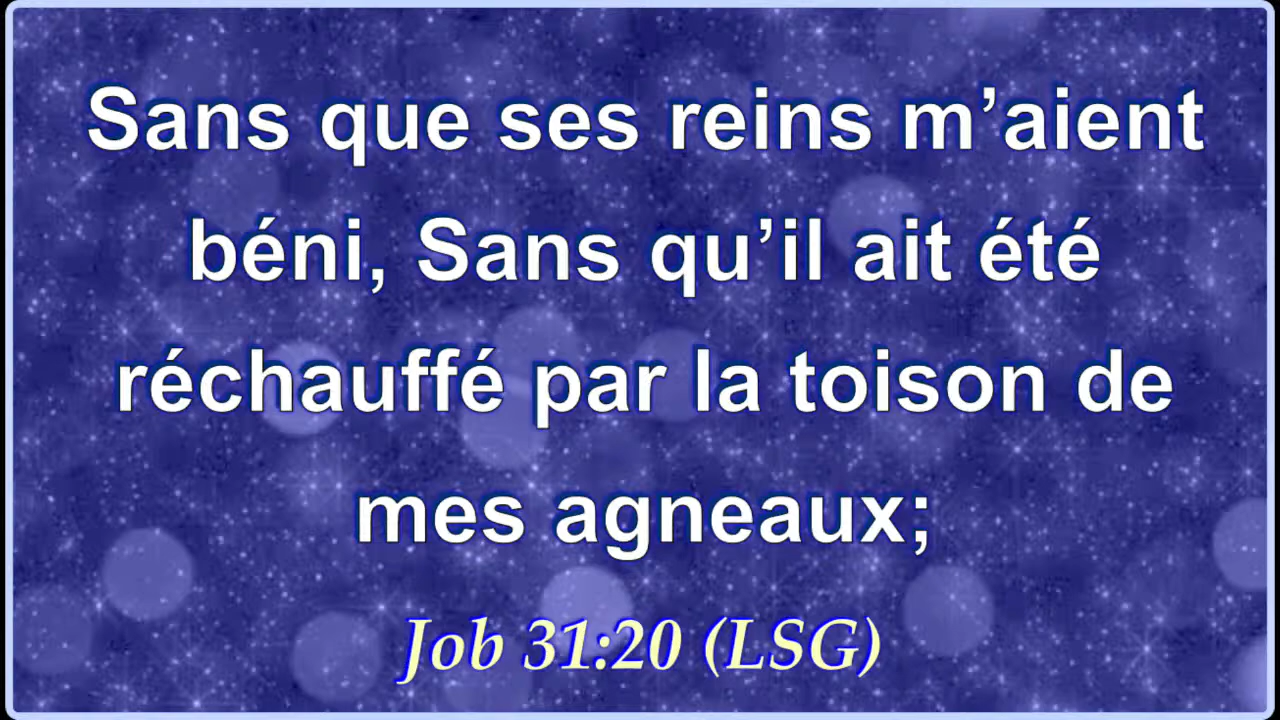 Sans que ses reins m’aient
béni, Sans qu’il ait été
réchauffé par la toison de
mes agneaux;
Job 31:20 (LSG)